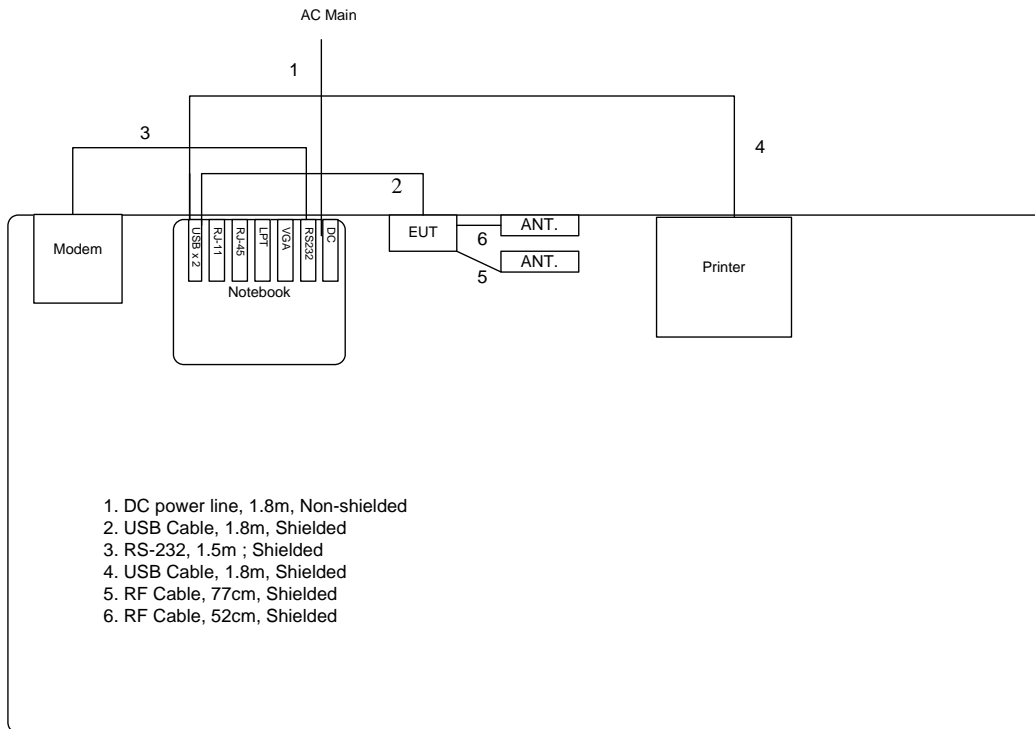 AC Main
1
3
4
2
Modem
USB x 2
RJ-11
RJ-45
LPT
VGA
RS232
DC
Notebook
EUT
6
ANT.
5
ANT.
Printer
1. DC power line, 1.8m, Non-shielded
2. USB Cable, 1.8m, Shielded
3. RS-232, 1.5m ; Shielded
4. USB Cable, 1.8m, Shielded
5. RF Cable, 77cm, Shielded
6. RF Cable, 52cm, Shielded